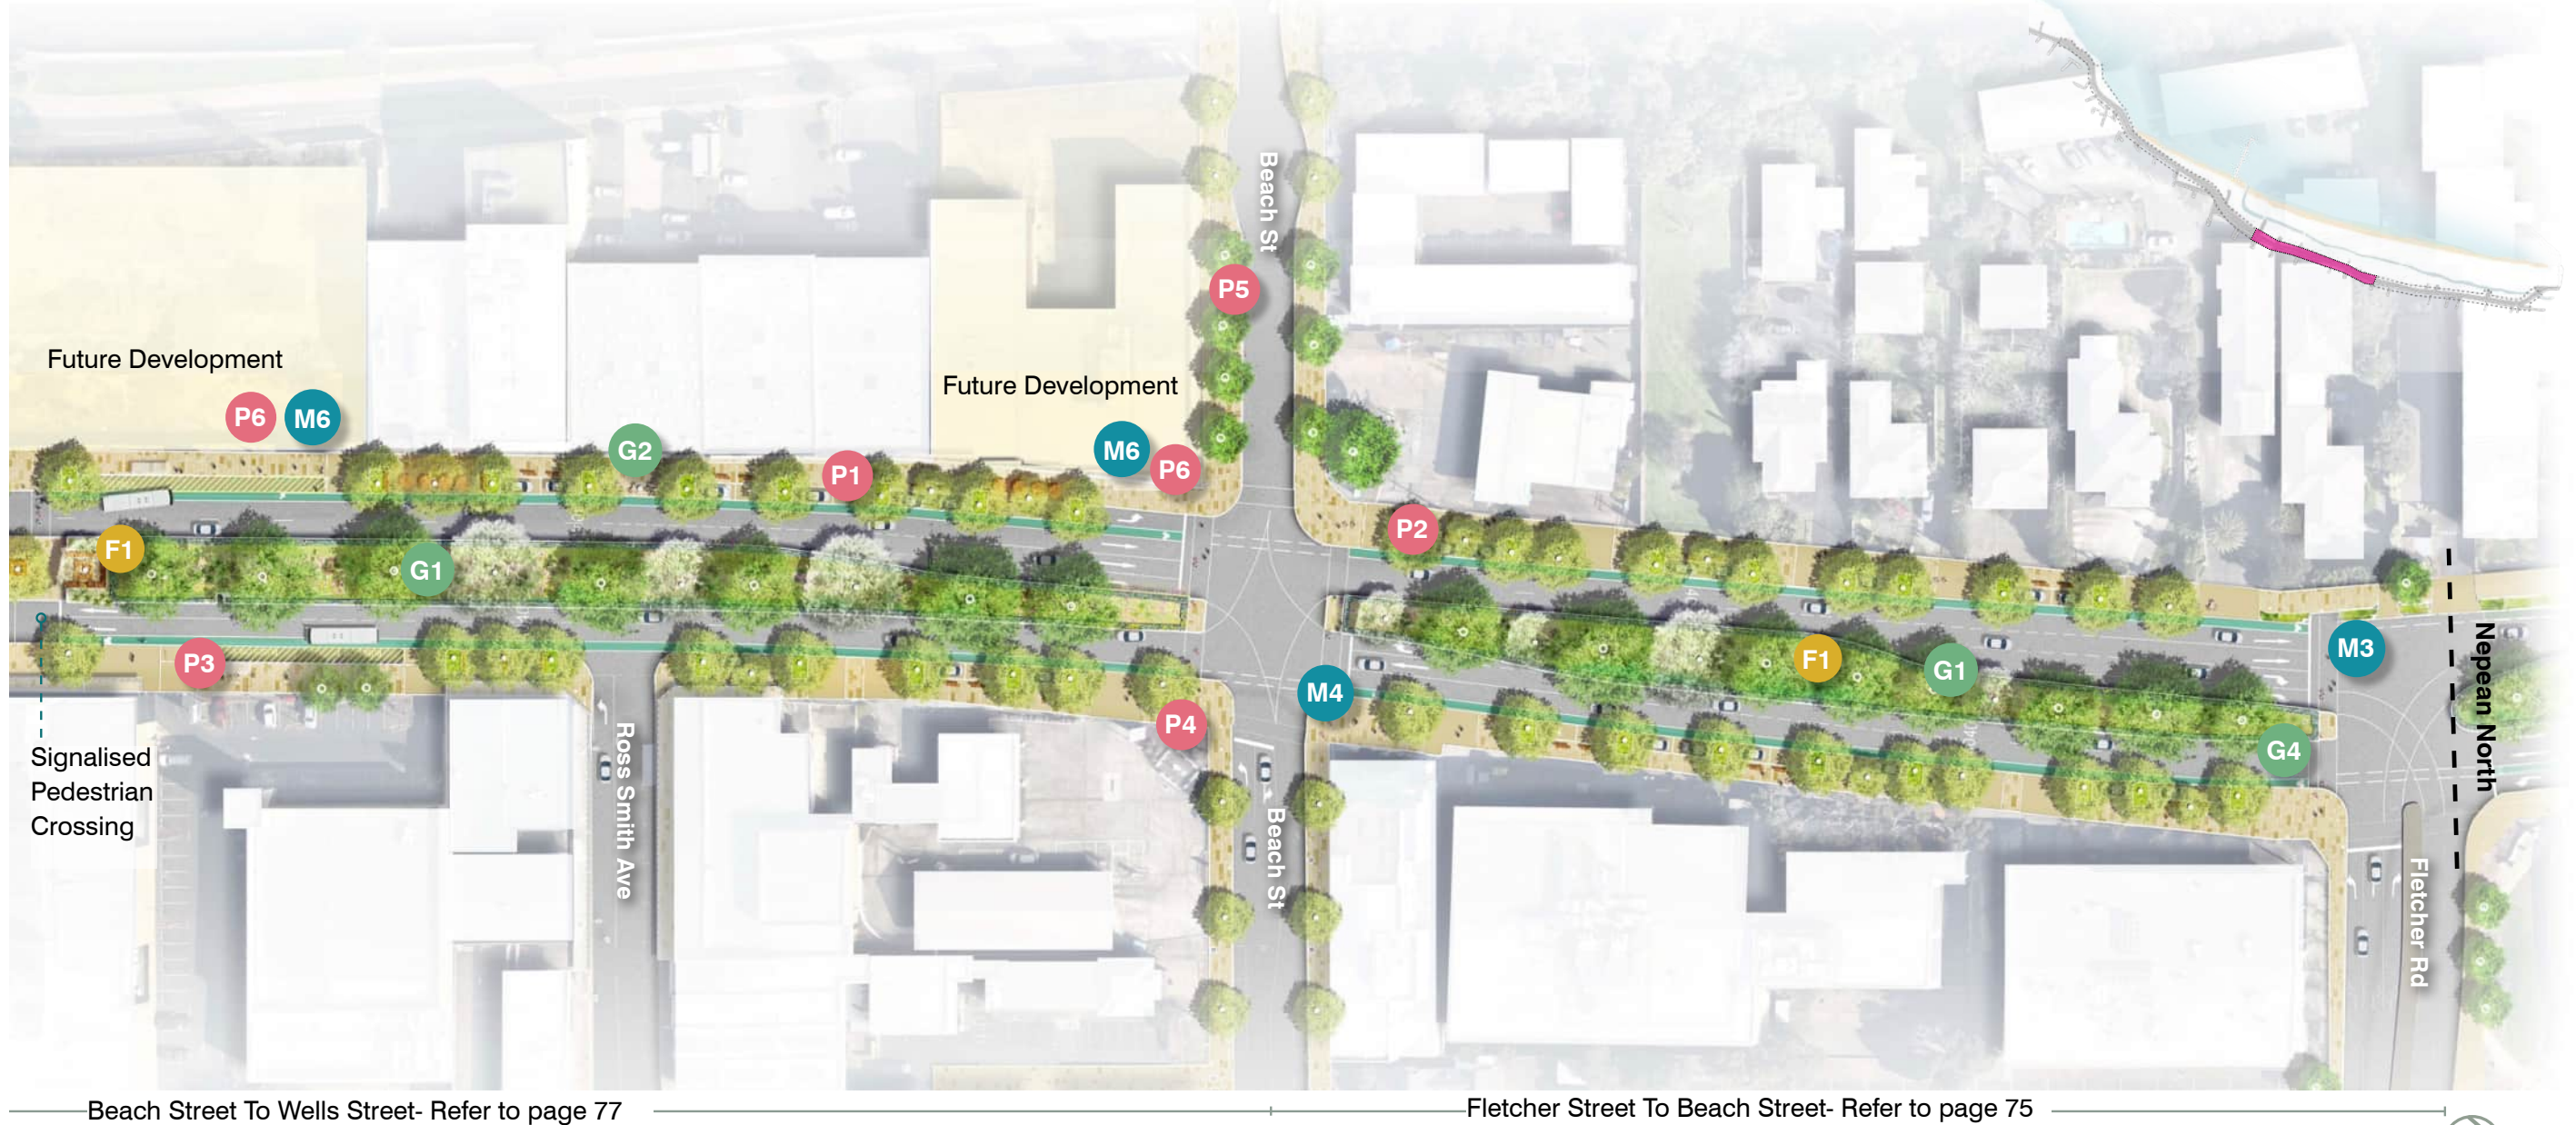 Beach St
P5
Future Development
P6
M6
Future Development
M6
P6
G2
P1
P2
F1
G1
P3
P4
M4
F1
G1
M3
G4
Signalised
Pedestrian
Crossing
Ross Smith Ave
Beach St
Nepean North
Fletcher Rd
Beach Street To Wells Street- Refer to page 77
Fletcher Street To Beach Street- Refer to page 75